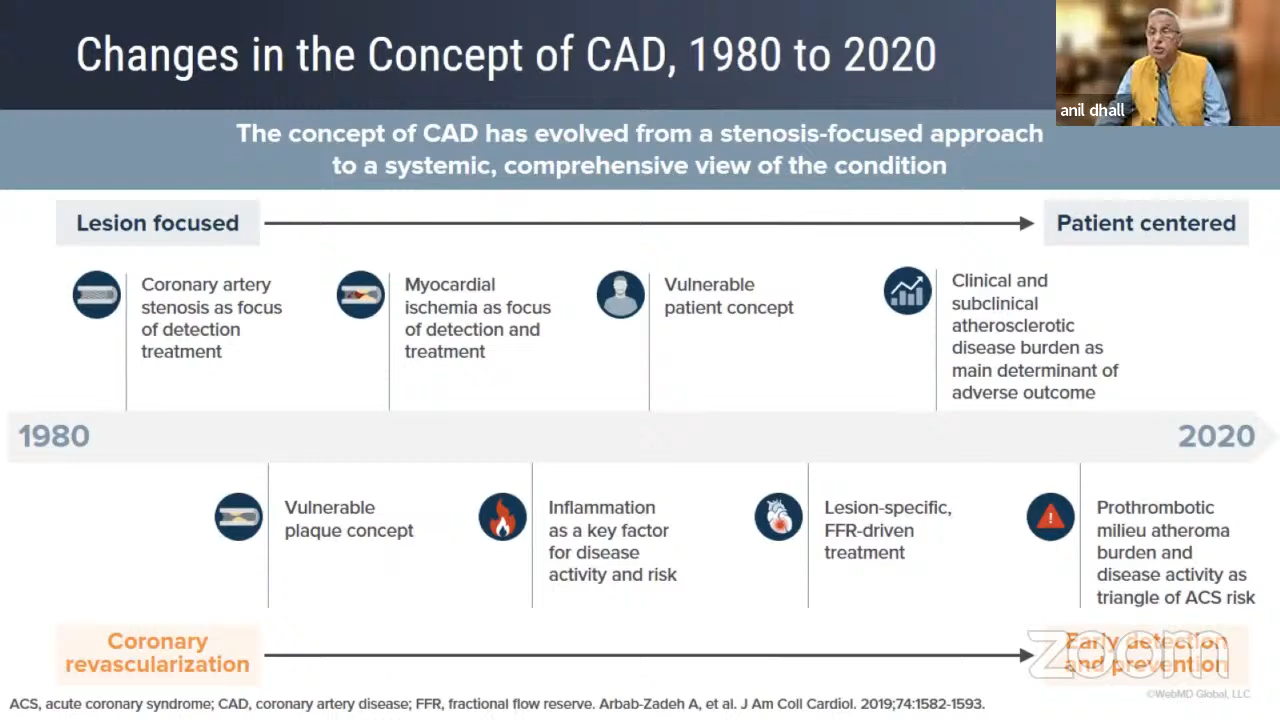 Changes in the Concept of CAD, 1980 to 2020
anil dhall
The concept of CAD has evolved from a stenosis-focused approach
to a systemic, comprehensive view of the condition
Lesion focused
Patient centered
Coronary artery
stenosis as focus
of detection
treatment
Myocardial
ischemia as focus
of detection and
treatment
Vulnerable
patient concept
Clinical and
subclinical
atherosclerotic
disease burden as
main determinant of
adverse outcome
1980
2020
Vulnerable
plaque concept
Inflammation
as a key factor
for disease
activity and risk
Lesion-specific,
FFR-driven
treatment
Prothrombotic
milieu atheroma
burden and
disease activity as
triangle of ACS risk
Coronary
revascularization
Early detection
and prevention
zoom
©WebMD Global, LLC
ACS, acute coronary syndrome; CAD, coronary artery disease; FFR, fractional flow reserve. Arbab-Zadeh A, et al. J Am Coll Cardiol. 2019;74:1582-1593.